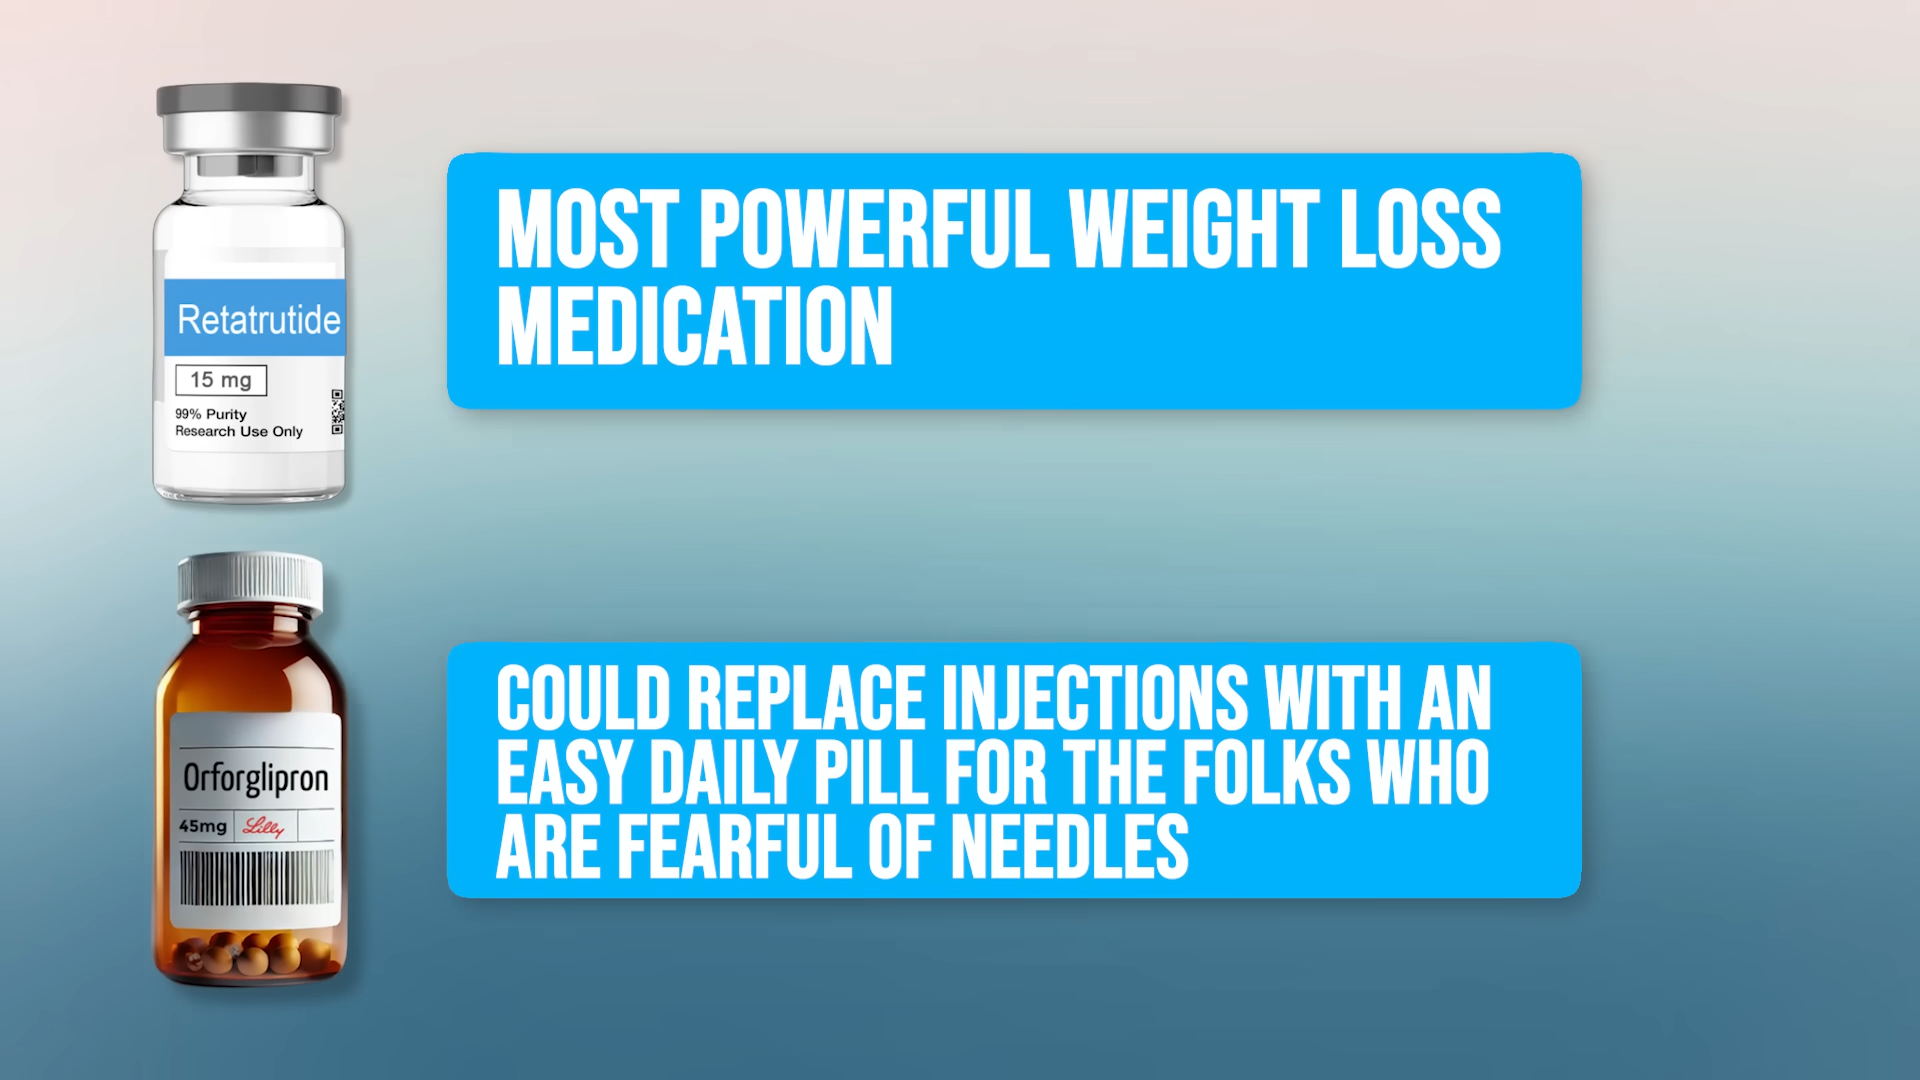 Retatrutide
15 mg
99% Purity
Research Use Only
MOST POWERFUL WEIGHT LOSS
MEDICATION
Orforglipron
45mg Lilly
COULD REPLACE INJECTIONS WITH AN
EASY DAILY PILL FOR THE FOLKS WHO
ARE FEARFUL OF NEEDLES